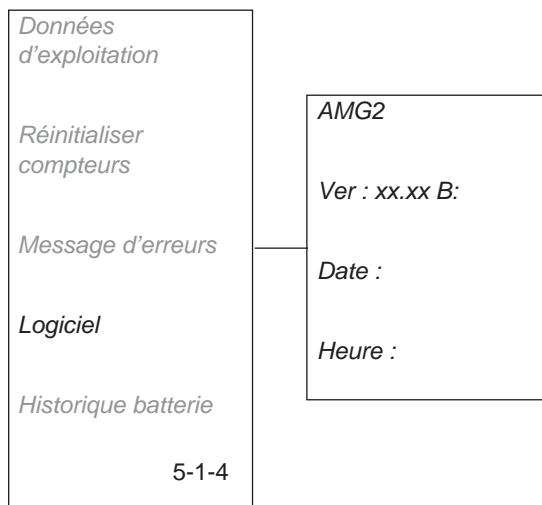 Données
d’exploitation
Réinitialiser
compteurs
Message d’erreurs
Logiciel
Historique batterie
5-1-4
AMG2
Ver : xx.xx B:
Date :
Heure :